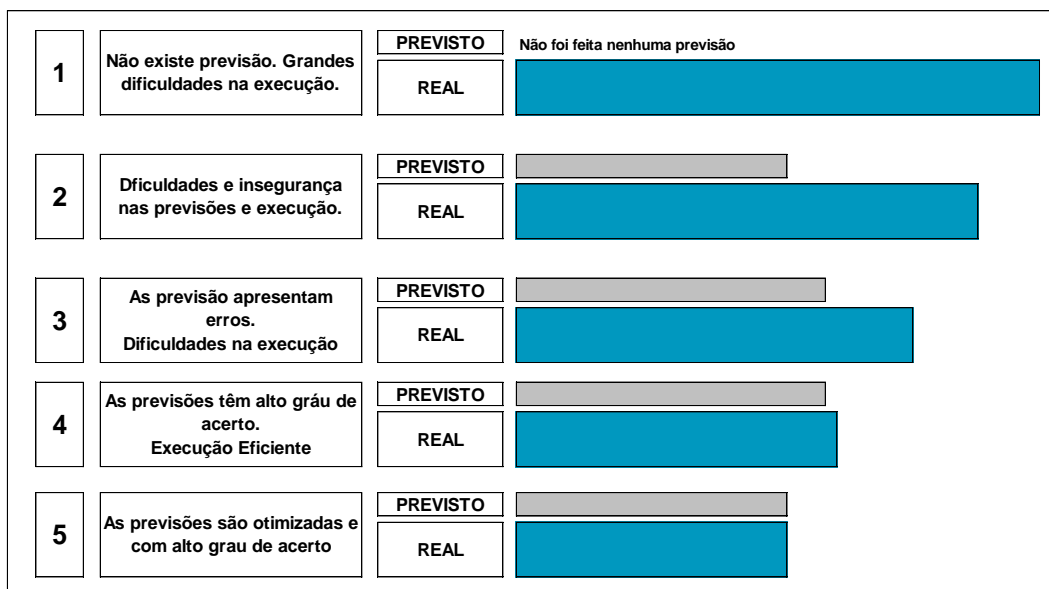 1
Não existe previsão. Grandes
dificuldades na execução.
PREVISTO
Não foi feita nenhuma previsão
REAL
2
Dficuldades e insegurança
nas previsões e execução.
PREVISTO
REAL
3
As previsão apresentam
erros.
Dificuldades na execução
PREVISTO
REAL
4
As previsões têm alto gráu de
acerto.
Execução Eficiente
PREVISTO
REAL
5
As previsões são otimizadas e
com alto grau de acerto
PREVISTO
REAL